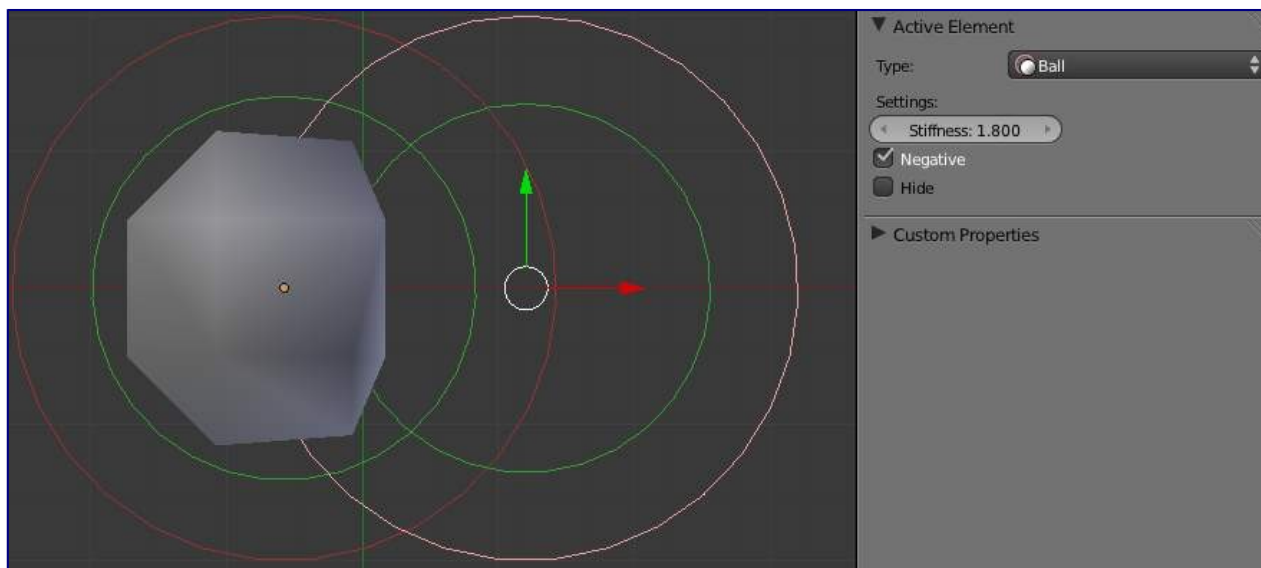 Active Element
Type: Ball
Settings:
Stiffness: 1.800
Negative
Hide
Custom Properties